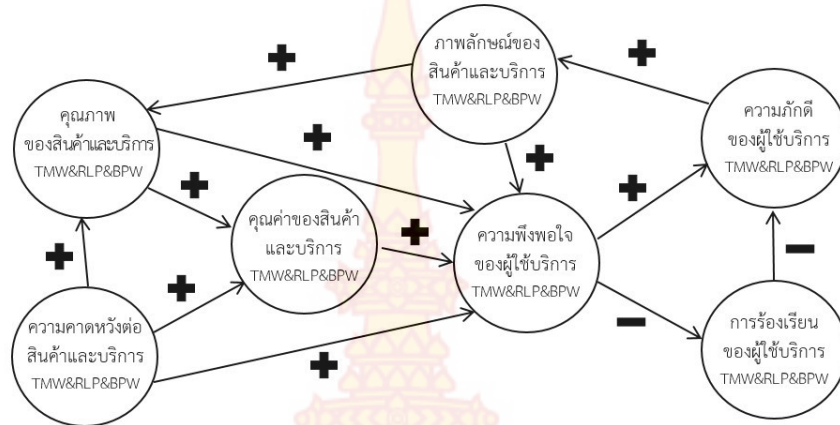 ภาพลักษณ์ของ
สินค้าและบริการ
TMW&RLP&BPW
คุณภาพ
ของสินค้าและบริการ
TMW&RLP&BPW
ความภักดี
ของผู้ใช้บริการ
TMW&RLP&BPW
คุณค่าของสินค้า
และบริการ
TMW&RLP&BPW
ความพึงพอใจ
ของผู้ใช้บริการ
TMW&RLP&BPW
ความคาดหวังต่อ
สินค้าและบริการ
TMW&RLP&BPW
การร้องเรียน
ของผู้ใช้บริการ
TMW&RLP&BPW